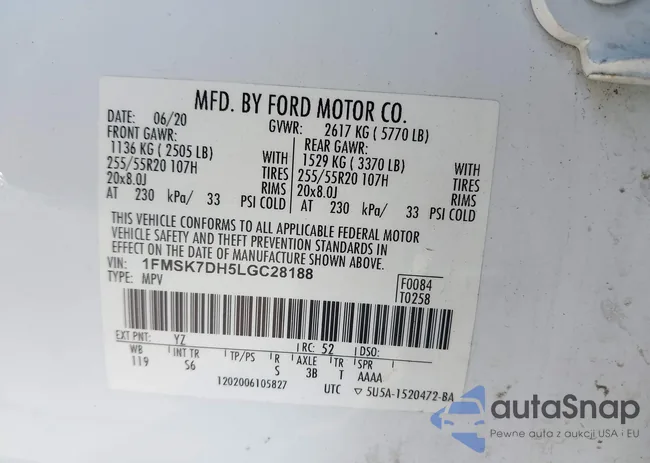 MFD. BY FORD MOTOR CO.
DATE: 06/20 GVWR: 2617 KG ( 5770 LB)
FRONT GAWR: REAR GAWR:
1136 KG ( 2505 LB) WITH 1529 KG ( 3370 LB) WITH
255/55R20 107H TIRES 255/55R20 107H TIRES
20x8.0J RIMS 20x8.0J RIMS
AT 230 kPa/ 33 PSI COLD AT 230 kPa/ 33 PSI COLD
THIS VEHICLE CONFORMS TO ALL APPLICABLE FEDERAL MOTOR
VEHICLE SAFETY AND THEFT PREVENTION STANDARDS IN
EFFECT ON THE DATE OF MANUFACTURE SHOWN ABOVE.
VIN: 1FMSK7DH5LGC28188
TYPE: MPV
F0084
T0258
EXT PNT: YZ RC: 52 DSO:
WB INT TR TP/PS R AXLE TR SPR
119 S6 S 3B T AAAA
1202006105827 UTC ▽ 5U5A-1520472-BA
autaSnap
Pewne auta z aukcji USA i EU